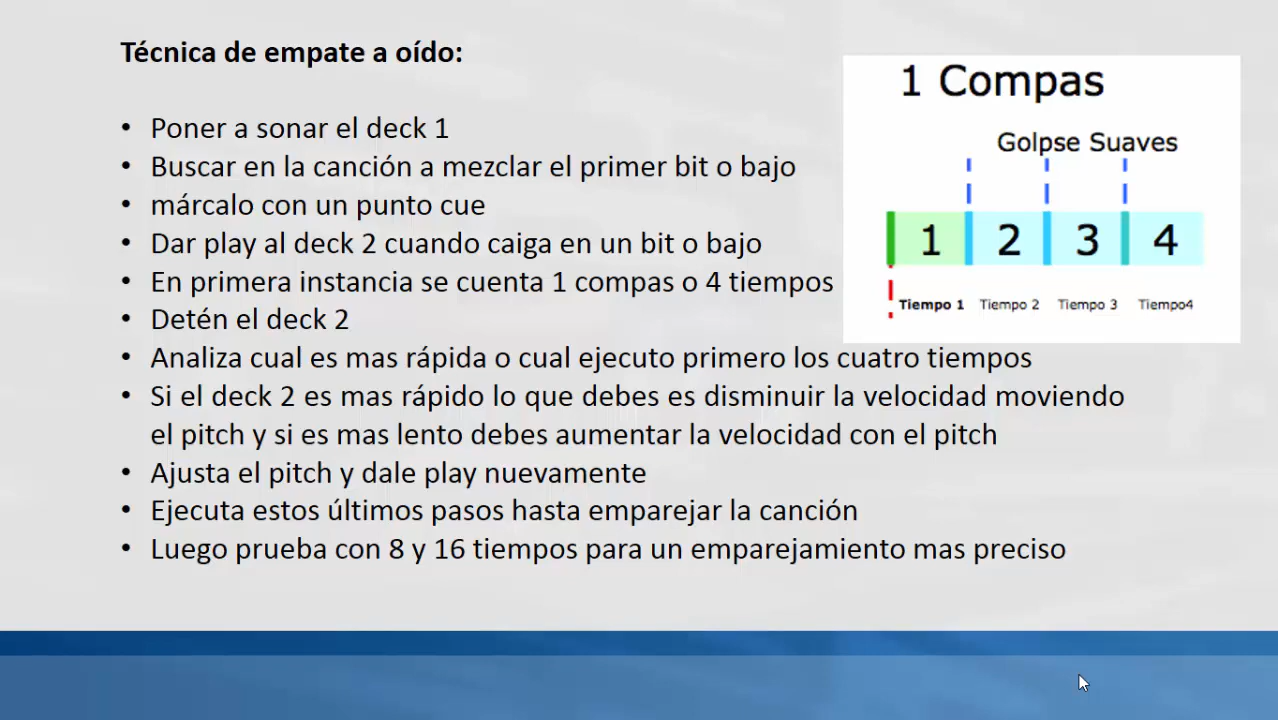 Técnica de empate a oído:
• Poner a sonar el deck 1
• Buscar en la canción a mezclar el primer bit o bajo
• márcalo con un punto cue
• Dar play al deck 2 cuando caiga en un bit o bajo
• En primera instancia se cuenta 1 compas o 4 tiempos
• Detén el deck 2
• Analiza cual es mas rápida o cual ejecuto primero los cuatro tiempos
• Si el deck 2 es mas rápido lo que debes es disminuir la velocidad moviendo
el pitch y si es mas lento debes aumentar la velocidad con el pitch
• Ajusta el pitch y dale play nuevamente
• Ejecuta estos últimos pasos hasta emparejar la canción
• Luego prueba con 8 y 16 tiempos para un emparejamiento mas preciso
1 Compas
Golpse Suaves
1 2 3 4
Tiempo 1 Tiempo 2 Tiempo 3 Tiempo4